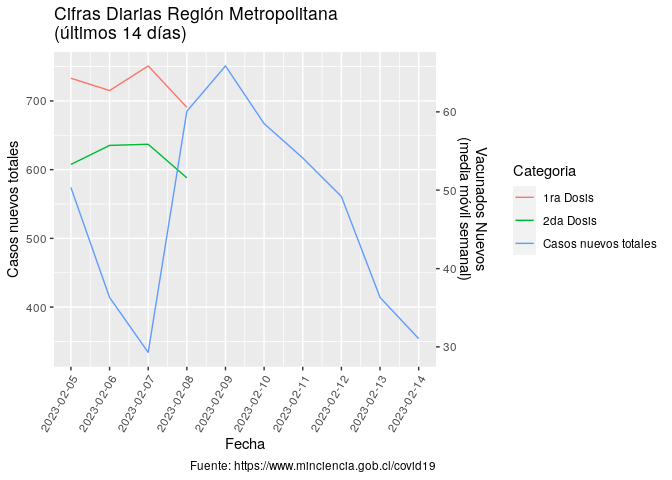 Cifras Diarias Región Metropolitana
(últimos 14 días)
Casos nuevos totales
700
600
500
400
60
50
40
30
Vacunados Nuevos
(media móvil semanal)
2023-02-05
2023-02-06
2023-02-07
2023-02-08
2023-02-09
2023-02-10
2023-02-11
2023-02-12
2023-02-13
2023-02-14
Fecha
Categoria
1ra Dosis
2da Dosis
Casos nuevos totales
Fuente: https://www.minciencia.gob.cl/covid19